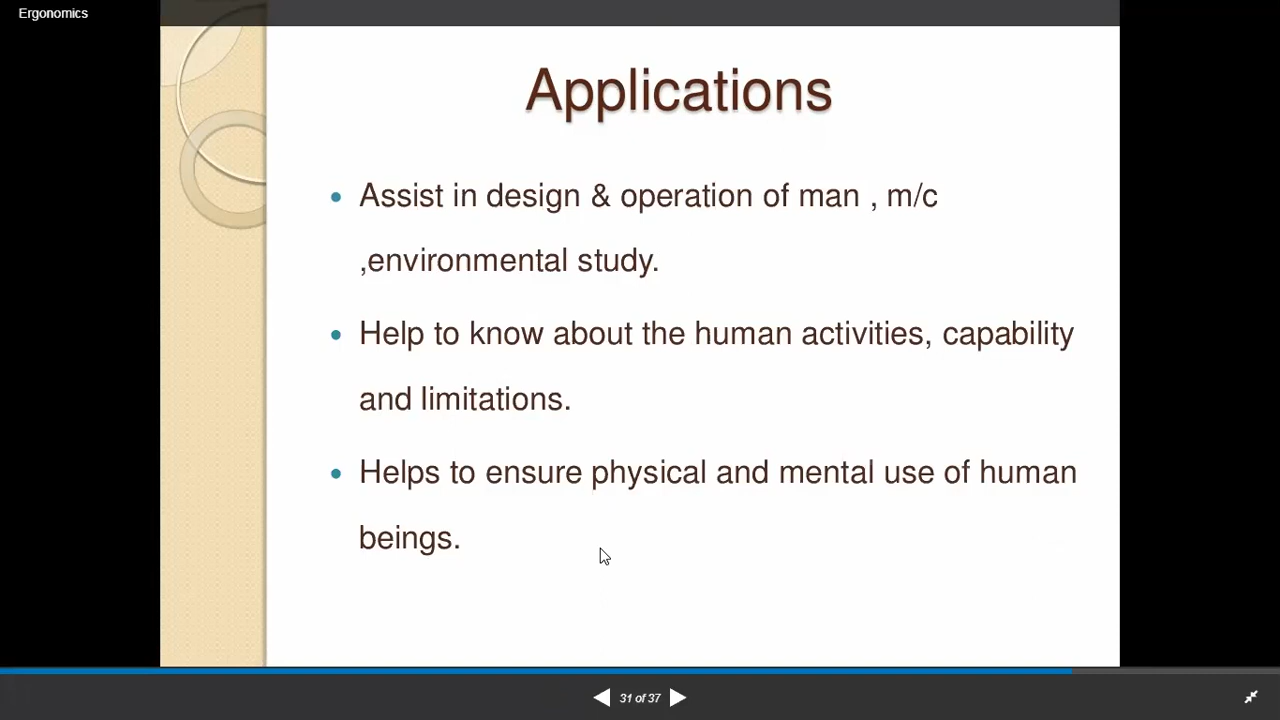 Ergonomics
Applications
• Assist in design & operation of man , m/c
,environmental study.
• Help to know about the human activities, capability
and limitations.
• Helps to ensure physical and mental use of human
beings.
31 of 37